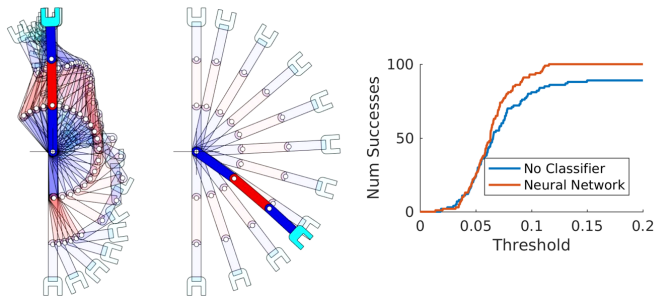 100
50
0
Num Successes
No Classifier
Neural Network
0 0.05 0.1 0.15 0.2
Threshold